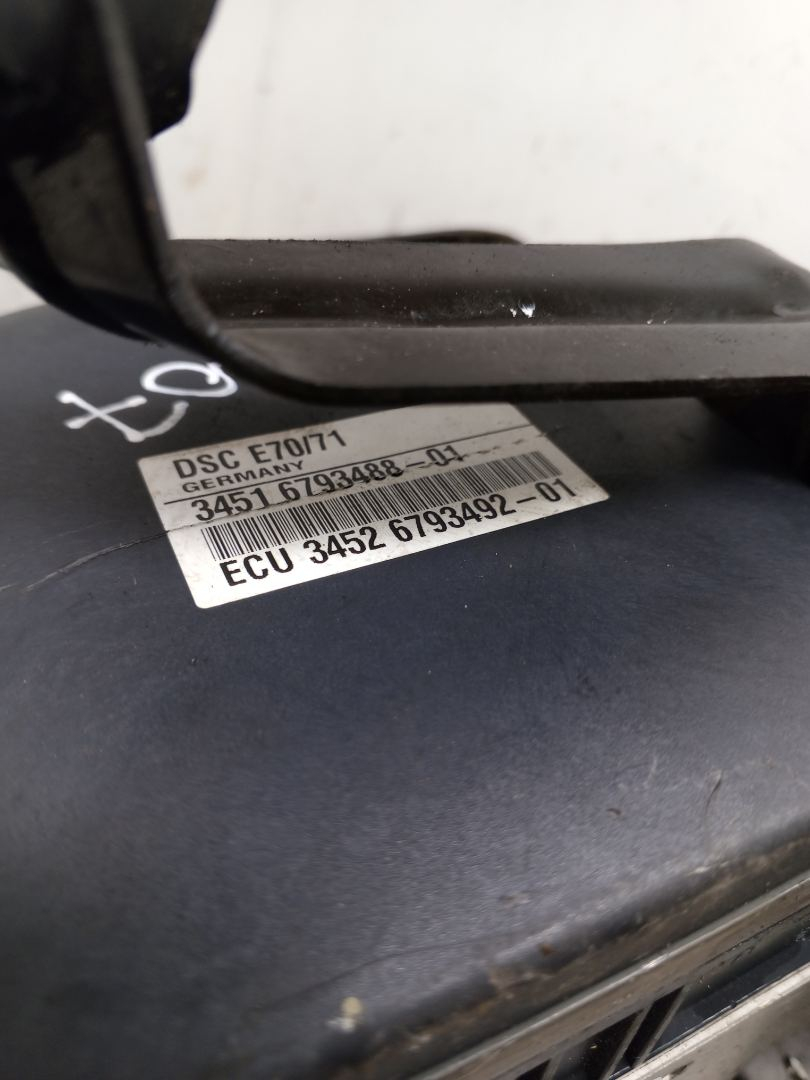 DSC E70/71
GERMANY
3451 6793488-01
ECU 3452 6793492-01